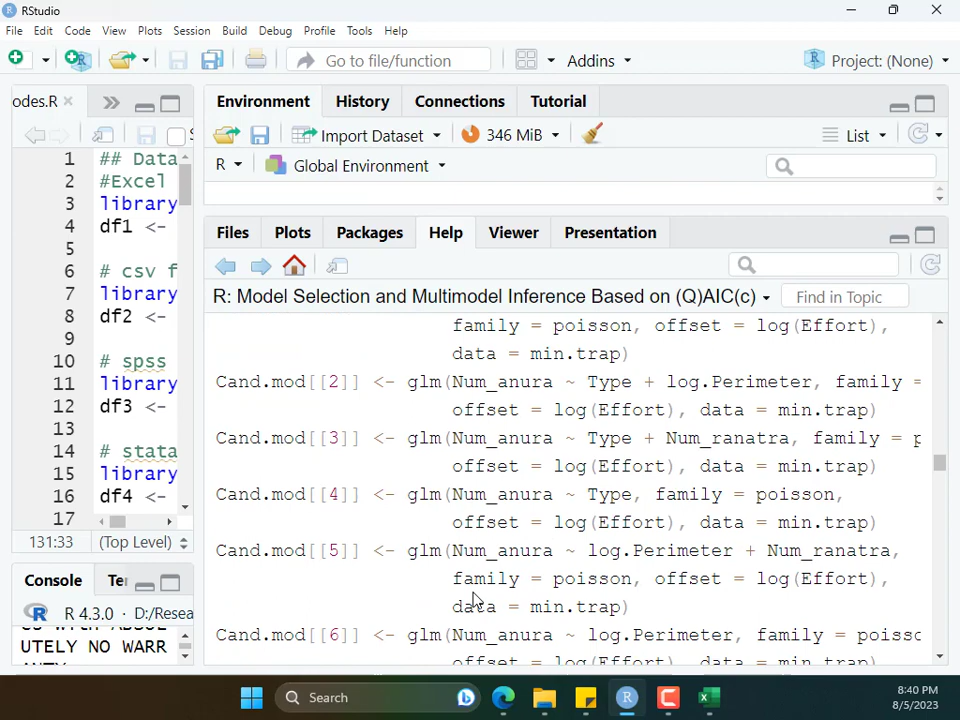 RStudio
File Edit Code View Plots Session Build Debug Profile Tools Help
Go to file/function Addins Project: (None)
odes.R
1 ## Data
2 #Excel
3 library
4 df1 <-
5
6 # csv f
7 library
8 df2 <-
9
10 # spss
11 library
12 df3 <-
13
14 # stata
15 library
16 df4 <-
17
131:33 (Top Level)
Console Ter
R 4.3.0 · D:/Resea
UTELY NO WARR
Environment History Connections Tutorial
Import Dataset 346 MiB List
R Global Environment
Files Plots Packages Help Viewer Presentation
R: Model Selection and Multimodel Inference Based on (Q)AIC(c) Find in Topic
family = poisson, offset = log(Effort),
data = min.trap)
Cand.mod[[2]] <- glm(Num_anura ~ Type + log.Perimeter, family =
offset = log(Effort), data = min.trap)
Cand.mod[[3]] <- glm(Num_anura ~ Type + Num_ranatra, family = p
offset = log(Effort), data = min.trap)
Cand.mod[[4]] <- glm(Num_anura ~ Type, family = poisson,
offset = log(Effort), data = min.trap)
Cand.mod[[5]] <- glm(Num_anura ~ log.Perimeter + Num_ranatra,
family = poisson, offset = log(Effort),
data = min.trap)
Cand.mod[[6]] <- glm(Num_anura ~ log.Perimeter, family = poisso
offset = log(Effort), data = min.trap)
Search
8:40 PM
8/5/2023